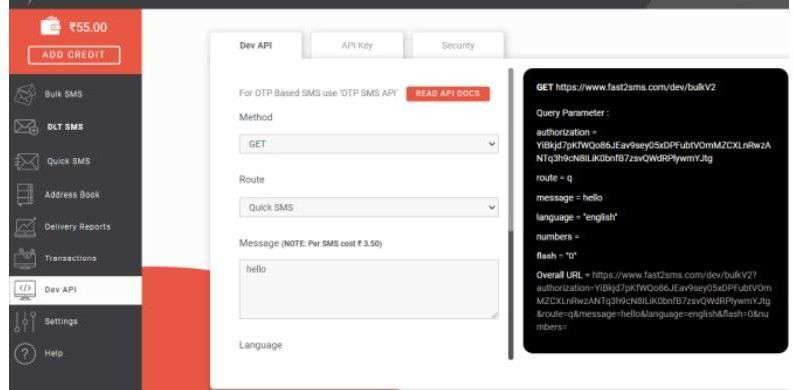 ₹55.00
ADD CREDIT
Bulk SMS
DLT SMS
Quick SMS
Address Book
Delivery Reports
Transactions
Dev API
Settings
Help
Dev API
API Key
Security
For OTP Based SMS use 'OTP SMS API' READ API DOCS
Method
GET
Route
Quick SMS
Message (NOTE: Per SMS cost ₹ 3.50)
hello
Language
GET https://www.fast2sms.com/dev/bulkV2
Query Parameter :
authorization =
route = q
message = hello
language = "english"
numbers =
flash = "0"
Overall URL = https://www.fast2sms.com/dev/bulkV2?
&route=q&message=hello&language=english&flash=0&nu
mbers=